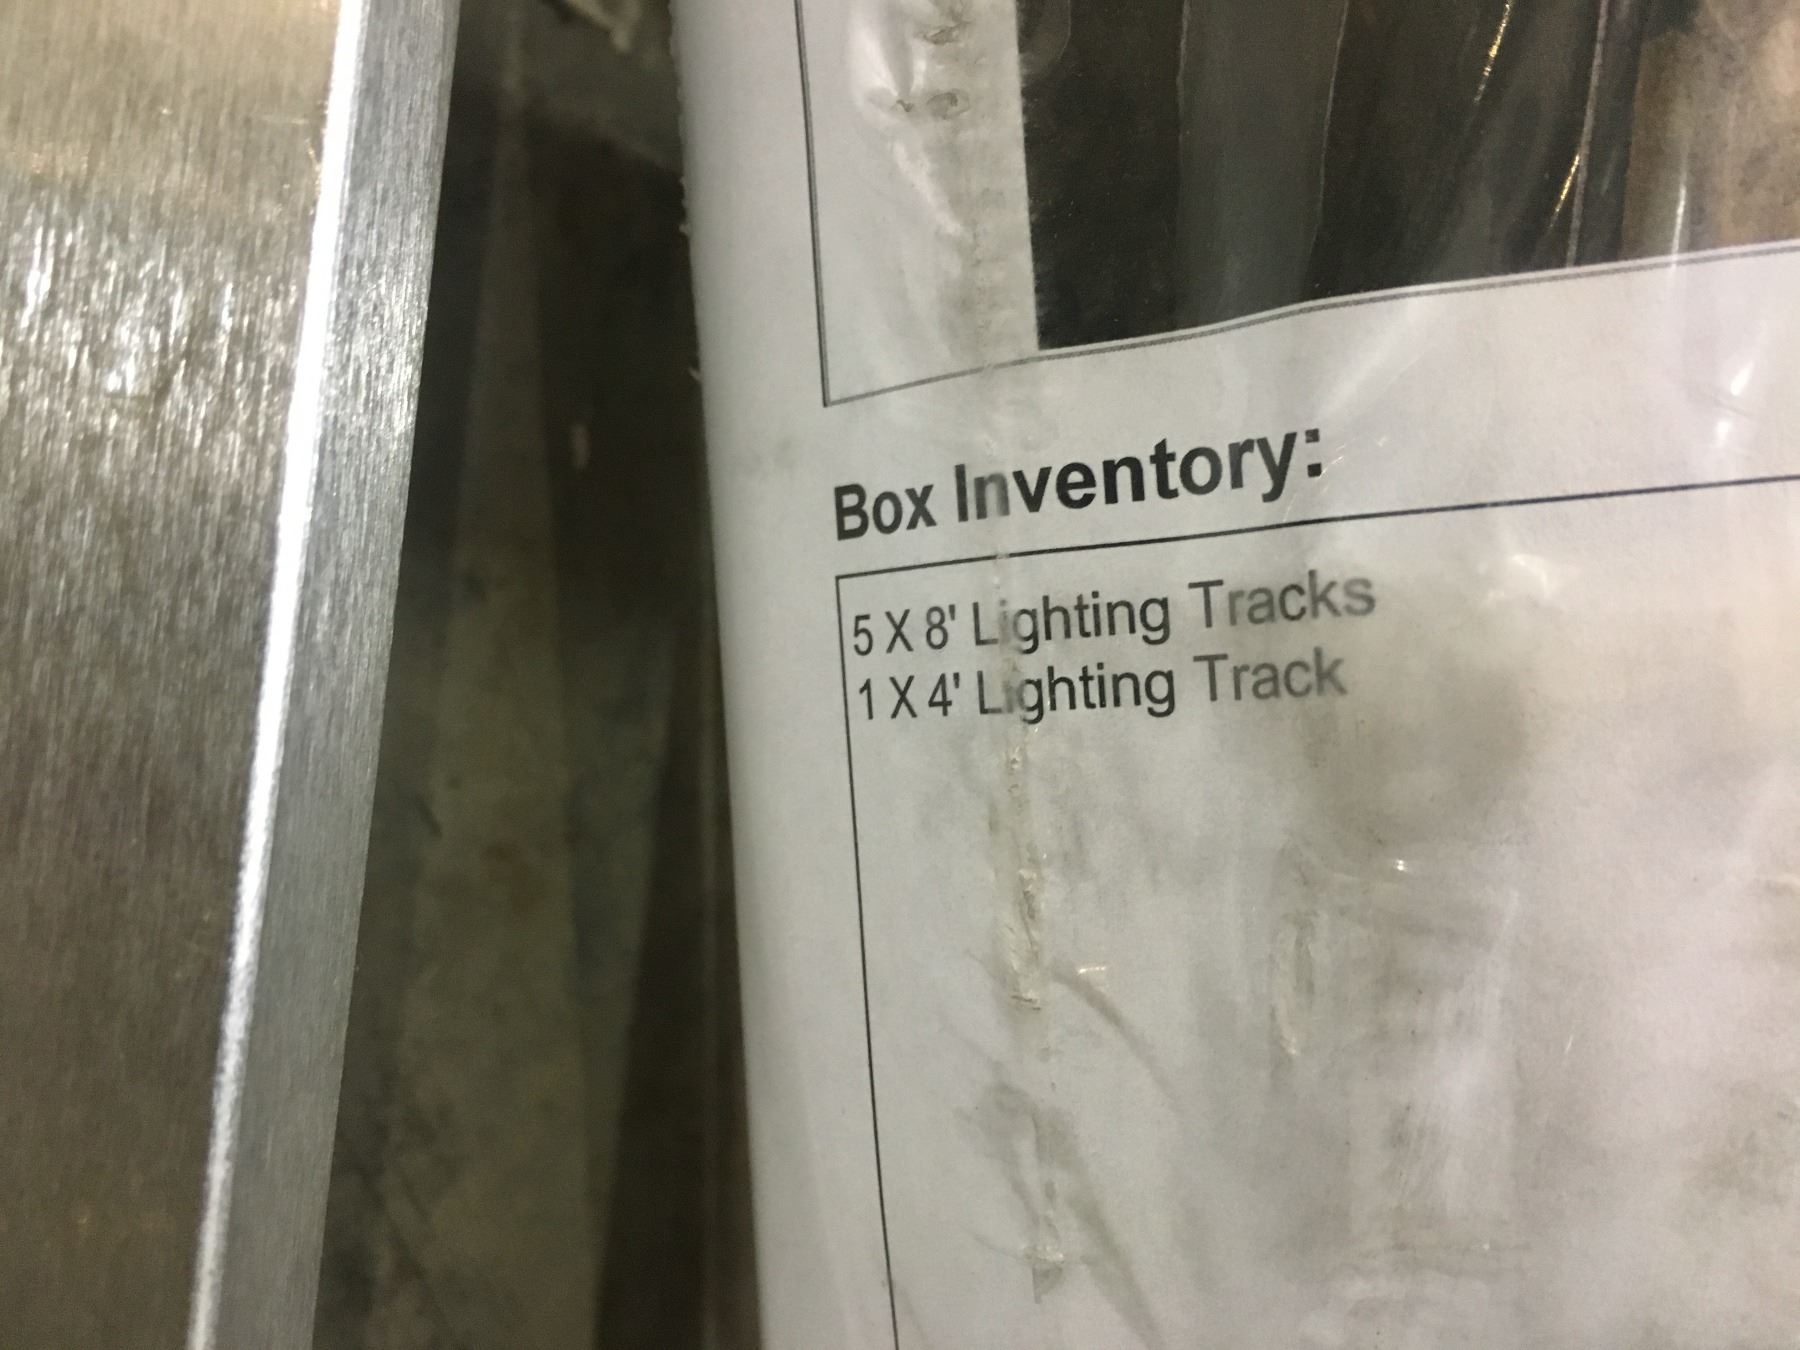 Box Inventory:
5 X 8' Lighting Tracks
1 X 4' Lighting Track